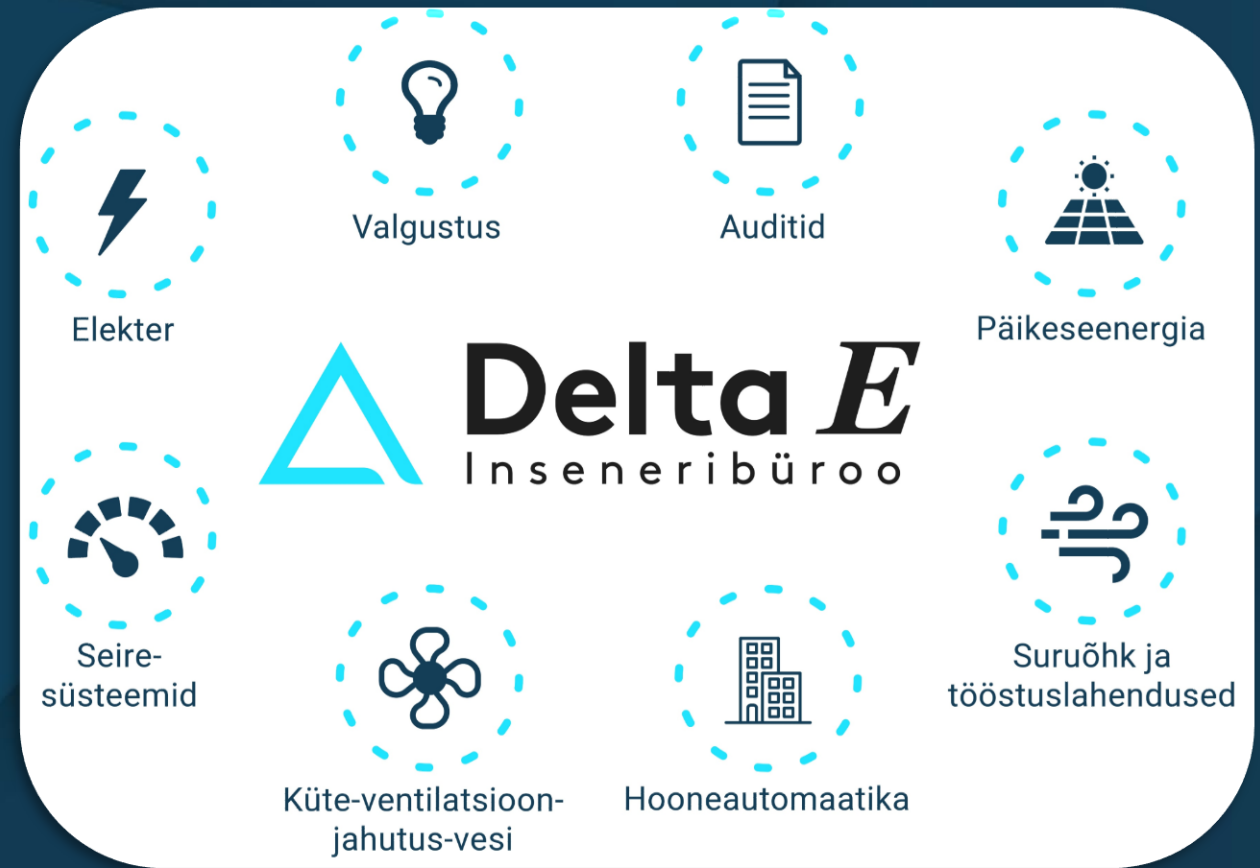 Valgustus
Auditid
Elekter
Päikeseenergia
Delta E
Inseneribüroo
Seire-
süsteemid
Suruõhk ja
tööstuslahendused
Küte-ventilatsioon-
jahutus-vesi
Hooneautomaatika